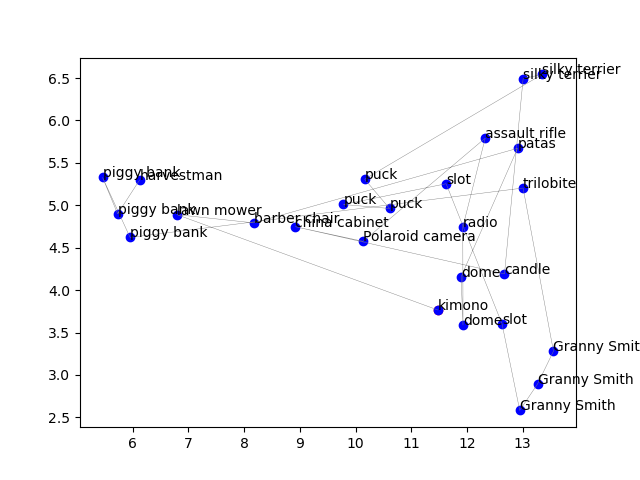 silky terrier
silky terrier
6.5
6.0
assault rifle
patas
5.5
piggy bank
harvestman
puck
slot
trilobite
5.0
puck
puck
piggy bank
lawn mower
barber chair
china cabinet
radio
4.5
piggy bank
Polaroid camera
dome
candle
4.0
kimono
dome
slot
3.5
Granny Smit
3.0
Granny Smith
2.5
Granny Smith
6 7 8 9 10 11 12 13